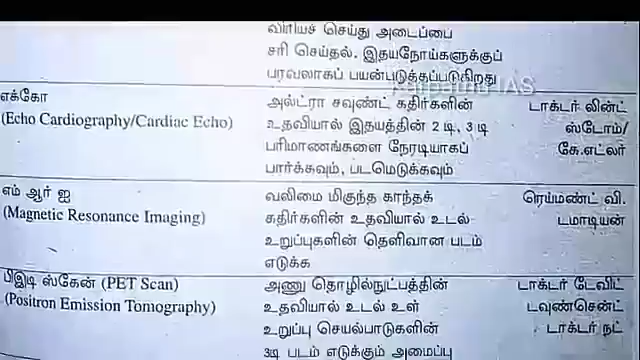 விரியச் செய்து அடைப்பை
சரி செய்தல். இதயநோய்களுக்குப்
பரவலாகப் பயன்படுத்தப்படுகிறது
எக்கோ
(Echo Cardiography/Cardiac Echo)
அல்ட்ரா சவுண்ட் கதிர்களின்
உதவியால் இதயத்தின் 2 டி, 3 டி
பரிமாணங்களை நேரடியாகப்
பார்க்கவும், படமெடுக்கவும்
டாக்டர் லின்ட்
ஸ்டோம்/
கே.எட்லர்
எம் ஆர் ஐ
(Magnetic Resonance Imaging)
வலிமை மிகுந்த காந்தக்
கதிர்களின் உதவியால் உடல்
உறுப்புகளின் தெளிவான படம்
எடுக்க
ரெய்மண்ட் வி.
டமாடியன்
பிஇடி ஸ்கேன் (PET Scan)
(Positron Emission Tomography)
அணு தொழில்நுட்பத்தின்
உதவியால் உடல் உள்
உறுப்பு செயல்பாடுகளின்
3டி படம் எடுக்கும் அமைப்பு
டாக்டர் டேவிட்
டவுண்சென்ட்
டாக்டர் நட்